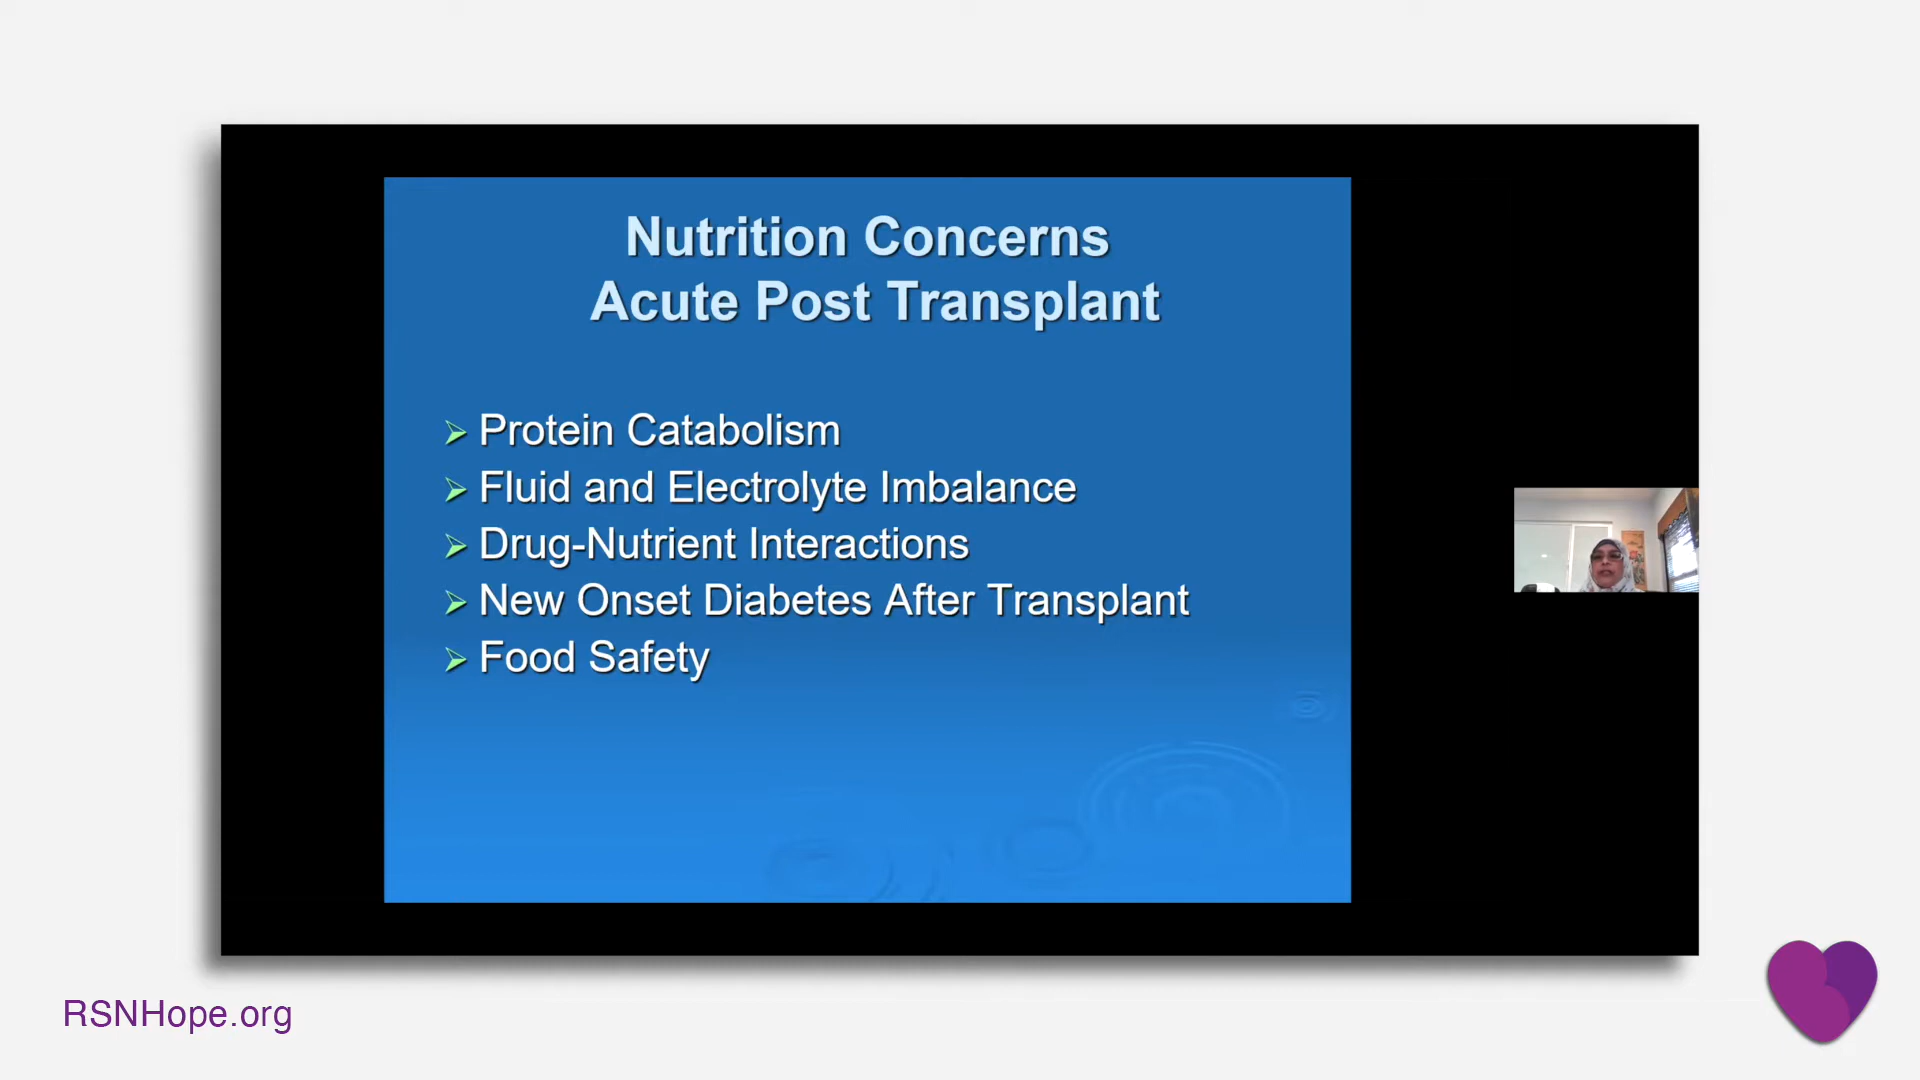 Nutrition Concerns
Acute Post Transplant
Protein Catabolism
Fluid and Electrolyte Imbalance
Drug-Nutrient Interactions
New Onset Diabetes After Transplant
Food Safety
RSNHope.org